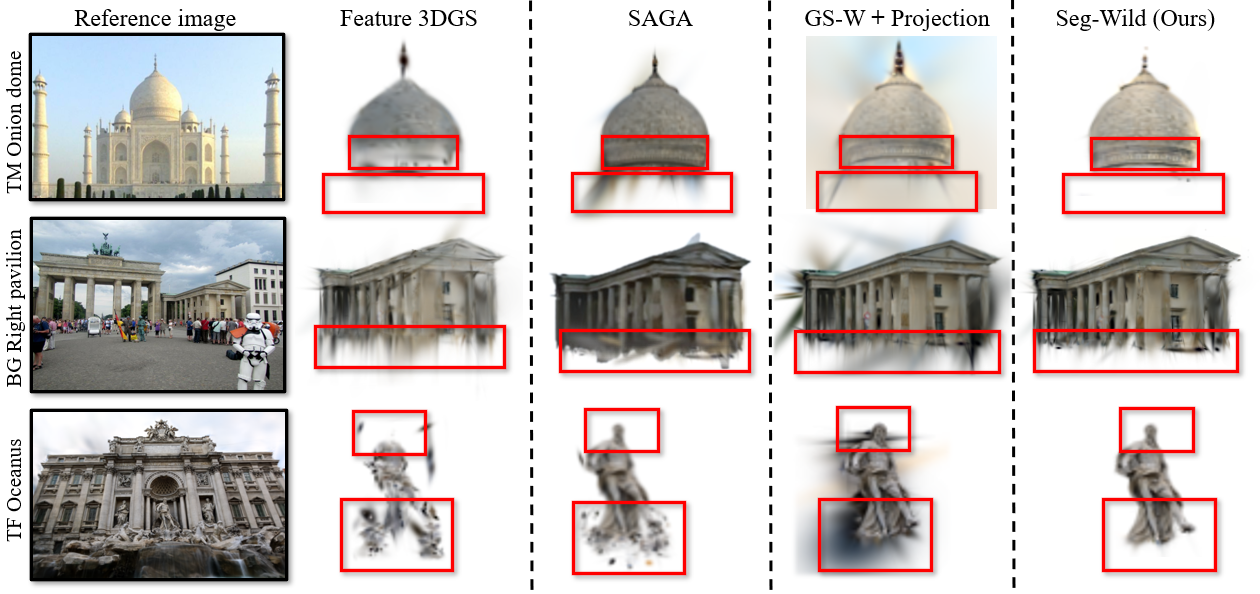 Reference image
Feature 3DGS
SAGA
GS-W + Projection
Seg-Wild (Ours)
TM Onion dome
BG Right pavilion
TF Oceanus